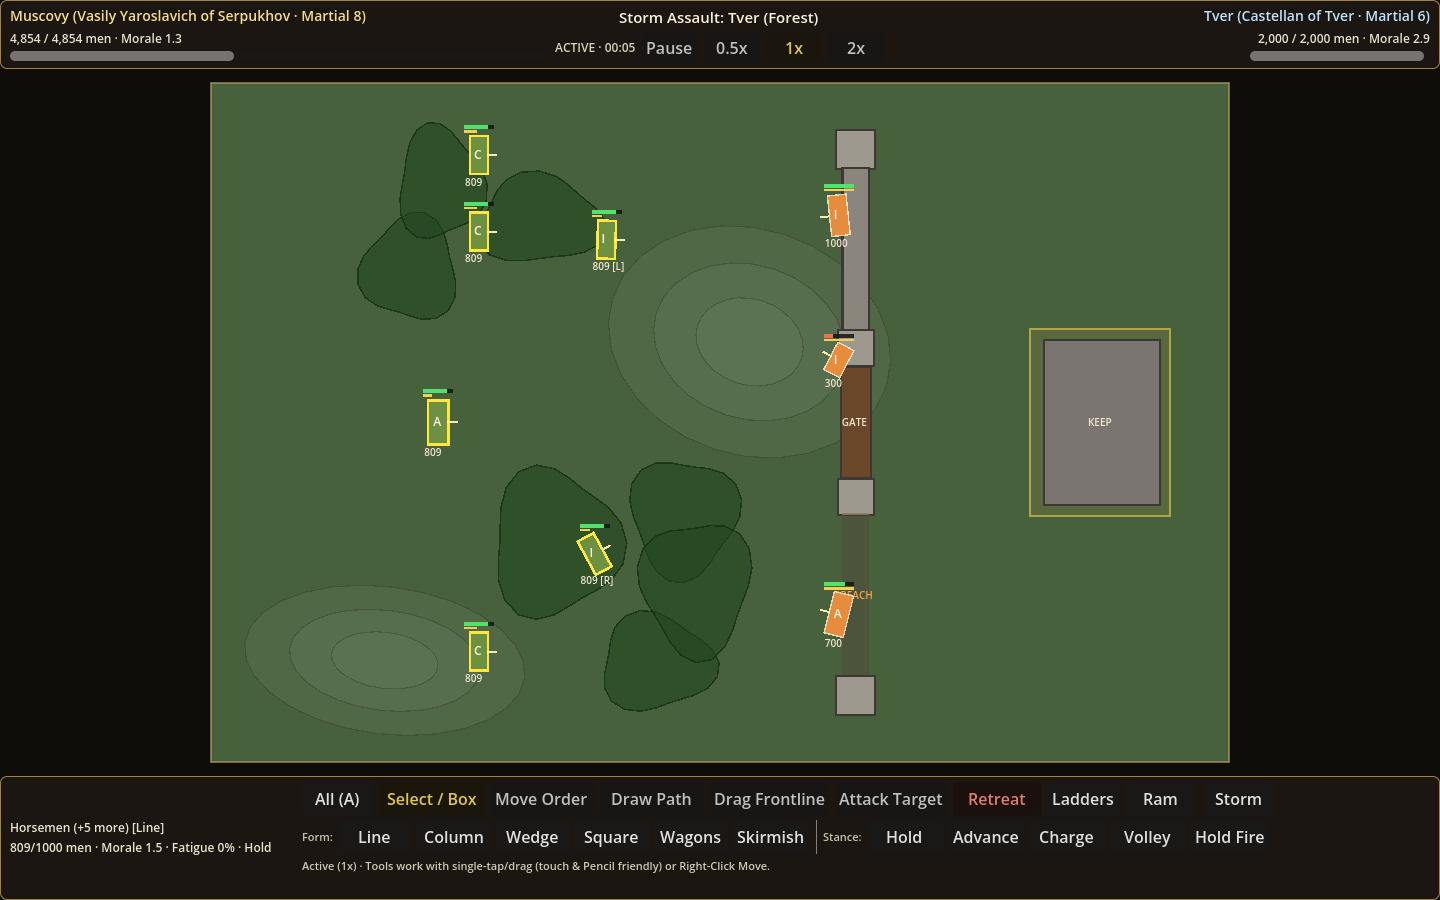 Muscovy (Vasily Yaroslavich of Serpukhov · Martial 8)
Storm Assault: Tver (Forest)
Tver (Castellan of Tver · Martial 6)
4,854 / 4,854 men · Morale 1.3
ACTIVE · 00:05 Pause 0.5x 1x 2x
2,000 / 2,000 men · Morale 2.9
C
809
C
809
I
809 [L]
I
1000
I
300
A
809
GATE
KEEP
I
809 [R]
A
700
C
809
All (A) Select / Box Move Order Draw Path Drag Frontline Attack Target Retreat Ladders Ram Storm
Horsemen (+5 more) [Line]
809/1000 men · Morale 1.5 · Fatigue 0% · Hold
Form: Line Column Wedge Square Wagons Skirmish Stance: Hold Advance Charge Volley Hold Fire
Active (1x) · Tools work with single-tap/drag (touch & Pencil friendly) or Right-Click Move.